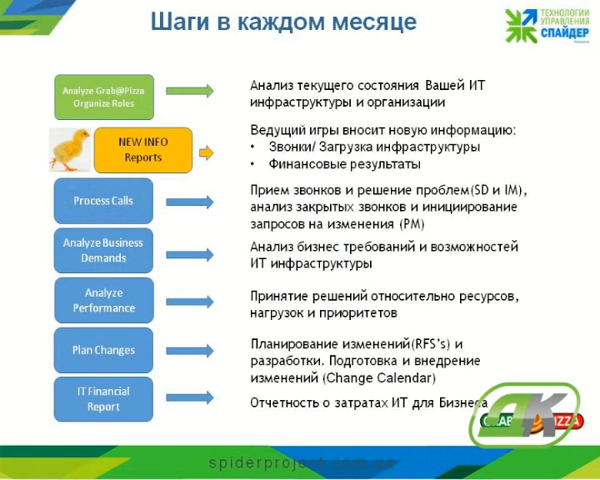 Шаги в каждом месяце
ТЕХНОЛОГИИ
УПРАВЛЕНИЯ
СПАЙДЕР
Analyze Grab@Pizza
Organize Roles
Анализ текущего состояния Вашей ИТ
инфраструктуры и организации
NEW INFO
Reports
Ведущий игры вносит новую информацию:
• Звонки/ Загрузка инфраструктуры
• Финансовые результаты
Process Calls
Прием звонков и решение проблем(SD и IM),
анализ закрытых звонков и инициирование
запросов на изменения (PM)
Analyze Business
Demands
Анализ бизнес требований и возможностей
ИТ инфраструктуры
Analyze
Performance
Принятие решений относительно ресурсов,
нагрузок и приоритетов
Plan Changes
Планирование изменений(RFS's) и
разработки. Подготовка и внедрение
изменений (Change Calendar)
IT Financial
Report
Отчетность о затратах ИТ для Бизнеса
ДК
spiderproject.com.ua